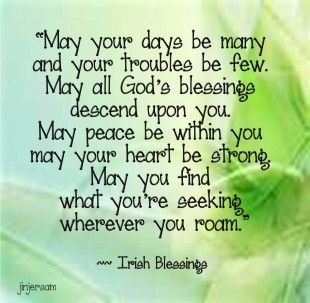 “May your days be many
and your troubles be few.
May all God's blessings
descend upon you.
May peace be within you
may your heart be strong.
May you find
what you're seeking
wherever you roam.”
~~ Irish Blessings
jinjersam